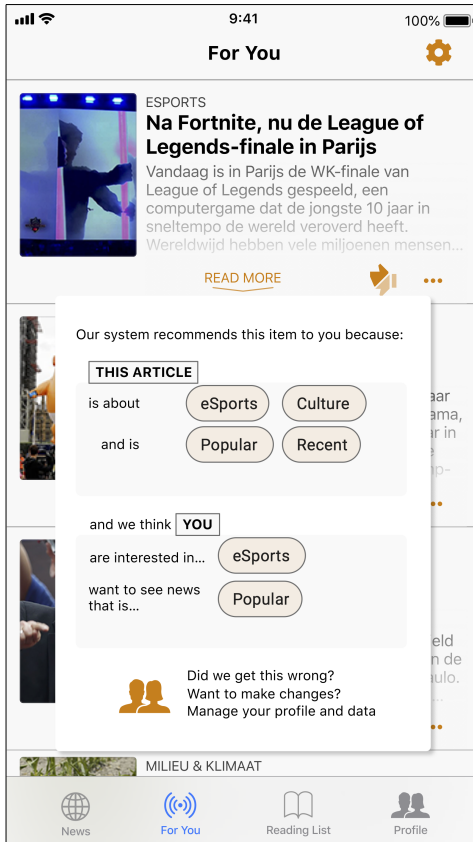 9:41
100%
For You
ESPORTS
Na Fortnite, nu de League of
Legends-finale in Parijs
Vandaag is in Parijs de WK-finale van
League of Legends gespeeld, een
computergame dat de jongste 10 jaar in
sneltempo de wereld veroverd heeft.
Wereldwijd hebben vele miljoenen mensen...
READ MORE
Our system recommends this item to you because:
THIS ARTICLE
is about eSports Culture
and is Popular Recent
and we think YOU
are interested in... eSports
want to see news
that is... Popular
Did we get this wrong?
Want to make changes?
Manage your profile and data
MILIEU & KLIMAAT
News For You Reading List Profile